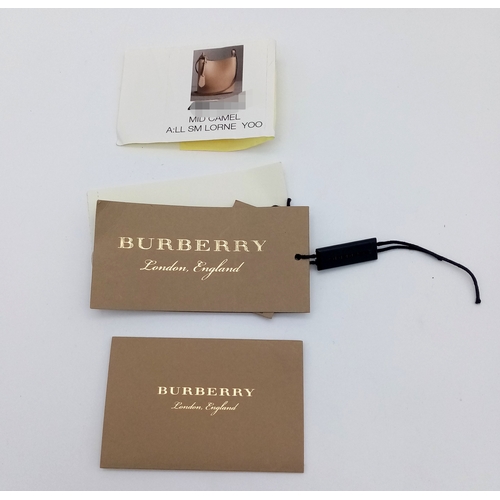 MID CAMEL
A:LL SM LORNE YOO
BURBERRY
London, England
BURBERRY
London, England